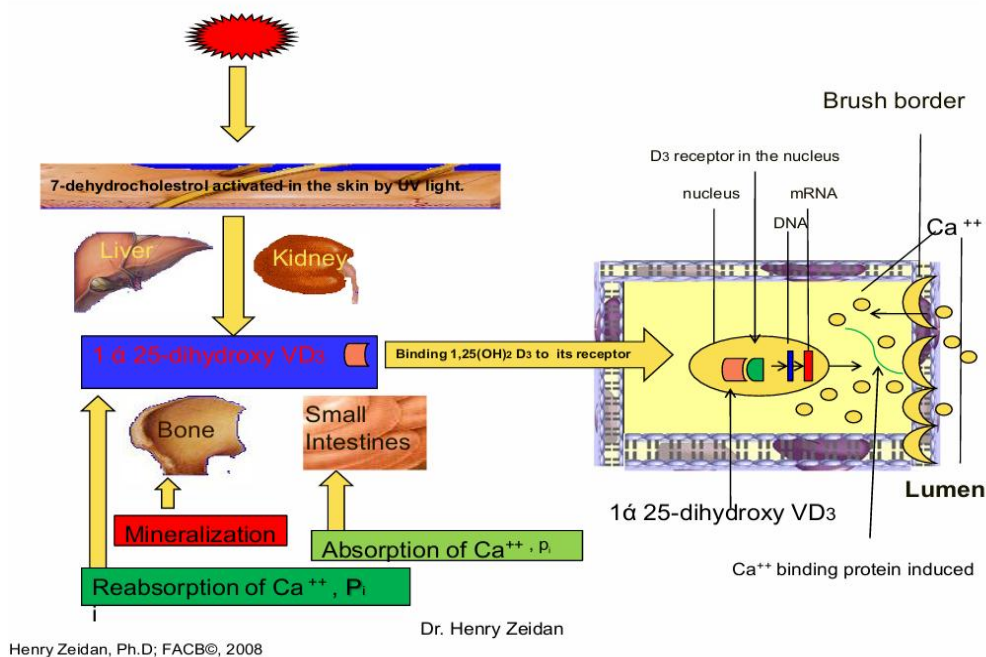 7-dehydrocholestrol activated in the skin by UV light.
Liver
Kidney
1ά 25-dihydroxy VD3
Binding 1,25(OH)2 D3 to its receptor
Bone
Small
Intestines
Mineralization
Absorption of Ca++, pi
Reabsorption of Ca++, Pi
i
Brush border
D3 receptor in the nucleus
nucleus
mRNA
DNA
Ca ++
Lumen
1ά 25-dihydroxy VD3
Ca++ binding protein induced
Dr. Henry Zeidan
Henry Zeidan, Ph.D; FACB©, 2008